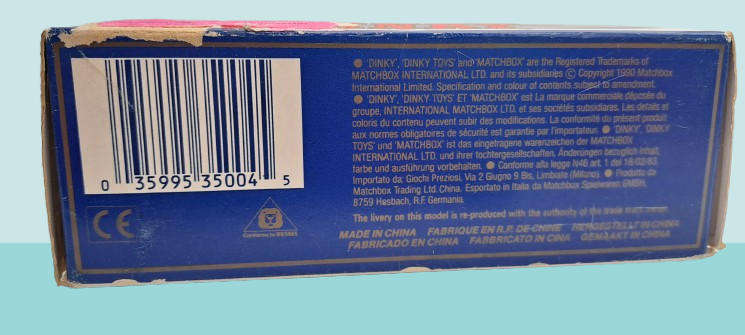 ● 'DINKY', 'DINKY TOYS' and 'MATCHBOX' are the Registered Trademarks of
MATCHBOX INTERNATIONAL LTD. and its subsidiaries © Copyright 1990 Matchbox
International Limited. Specification and colour of contents subject to amendment.
● 'DINKY', 'DINKY TOYS' ET 'MATCHBOX' est La marque commerciale déposée du
groupe, INTERNATIONAL MATCHBOX LTD. et ses sociétés subsidiares. Les details et
coloris du contenu peuvent subir des modifications. La conformité du présent produit
aux normes obligatoires de sécurité est garantie par l'importateur. ● 'DINKY', DINKY
TOYS' und 'MATCHBOX' ist das eingetragene warenzeichen der MATCHBOX
INTERNATIONAL LTD. und ihrer tochtergesellschaften. Änderungen bezüglich inhalt,
farbe und ausführung vorbehalten. ● Conforme alla legge N46 art. 1 del 18/02/83.
Importato da: Giochi Preziosi, Via 2 Giugno 9 Bis, Limbiate (Milano). ● Produtto da
Matchbox Trading Ltd. China. Esportato in Italia da Matchbox Spielwaren GMBH,
8759 Hosbach, R.F. Germania.
The livery on this model is re-produced with the authority of the trade mark owner.
MADE IN CHINA FABRIQUE EN R.P. DE CHINE HERGESTELLT IN CHINA
FABRICADO EN CHINA FABRICATO IN CINA GEMAAKT IN CHINA
0 35995 35004 5
CE
Conforms to BS5665